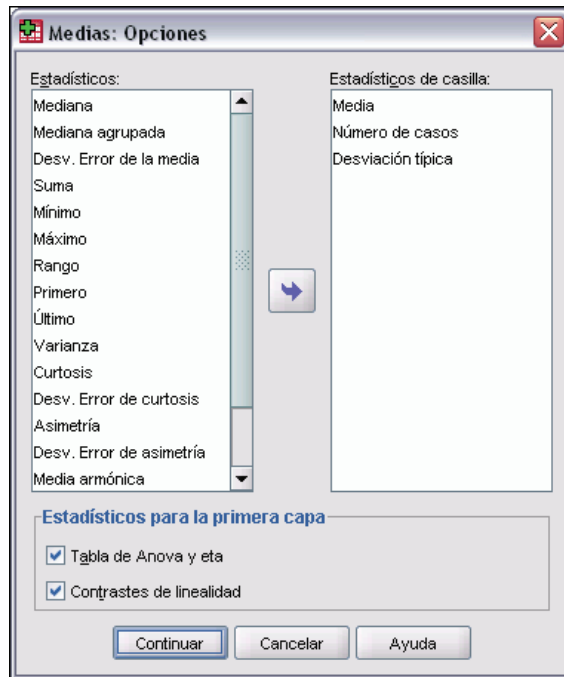 Medias: Opciones
Estadísticos:
Mediana
Mediana agrupada
Desv. Error de la media
Suma
Mínimo
Máximo
Rango
Primero
Último
Varianza
Curtosis
Desv. Error de curtosis
Asimetría
Desv. Error de asimetría
Media armónica
Estadísticos de casilla:
Media
Número de casos
Desviación típica
Estadísticos para la primera capa
Tabla de Anova y eta
Contrastes de linealidad
Continuar
Cancelar
Ayuda